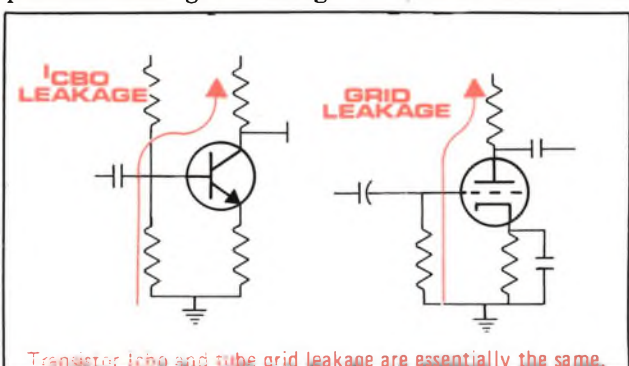 ICBO
LEAKAGE
GRID
LEAKAGE
Transistor Icbo and tube grid leakage are essentially the same.